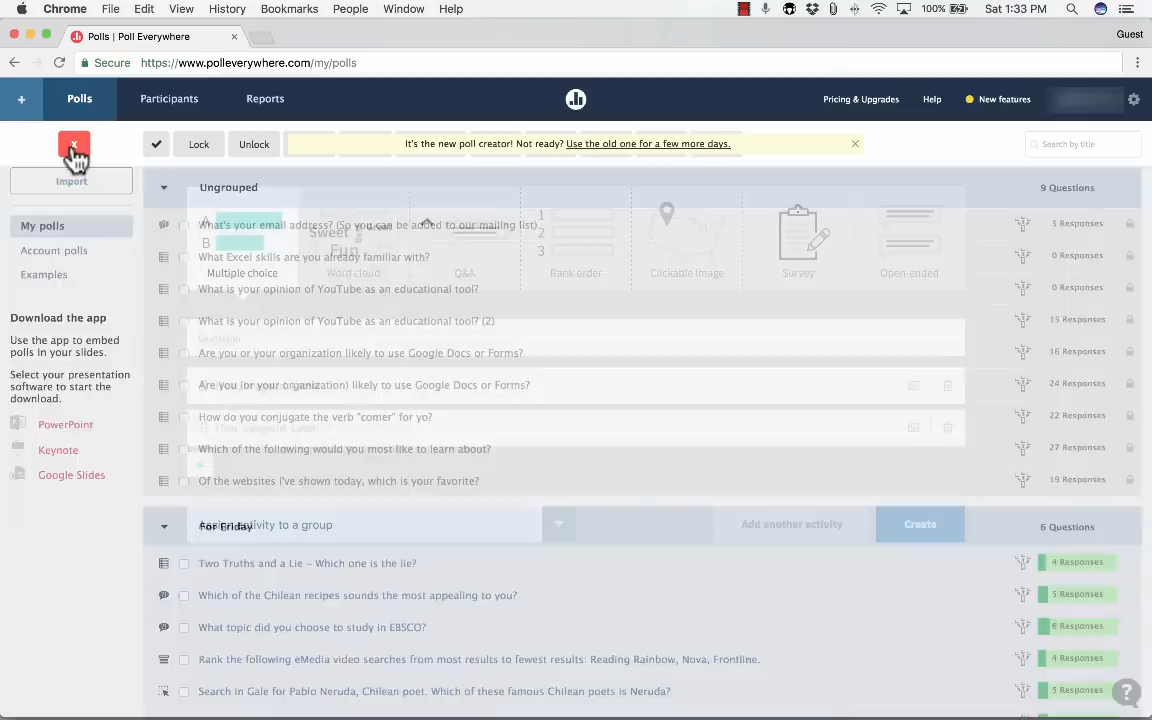 Chrome File Edit View History Bookmarks People Window Help 100% Sat 1:33 PM
Polls | Poll Everywhere
Guest
Secure https://www.polleverywhere.com/my/polls
+ Polls Participants Reports Pricing & Upgrades Help New features
x Lock Unlock It's the new poll creator! Not ready? Use the old one for a few more days. Search by title
Import
Ungrouped 9 Questions
My polls
Account polls
Examples
Download the app
Use the app to embed
polls in your slides.
Select your presentation
software to start the
download.
PowerPoint
Keynote
Google Slides
A
B
Multiple choice
Sweet
Fun
Word cloud
Q&A
1
2
3
Rank order
Clickable image
Survey
Open-ended
What's your email address? (So you can be added to our mailing list) 5 Responses
What Excel skills are you already familiar with? 0 Responses
What is your opinion of YouTube as an educational tool? 0 Responses
What is your opinion of YouTube as an educational tool? (2) 15 Responses
Question
Are you or your organization likely to use Google Docs or Forms? 16 Responses
Are you (or your organization) likely to use Google Docs or Forms? 24 Responses
How do you conjugate the verb "comer" for yo? 22 Responses
Which of the following would you most like to learn about? 27 Responses
Of the websites I've shown today, which is your favorite? 19 Responses
For Friday 6 Questions
Assign activity to a group Add another activity Create
Two Truths and a Lie – Which one is the lie? 4 Responses
Which of the Chilean recipes sounds the most appealing to you? 5 Responses
What topic did you choose to study in EBSCO? 6 Responses
Rank the following eMedia video searches from most results to fewest results: Reading Rainbow, Nova, Frontline. 4 Responses
Search in Gale for Pablo Neruda, Chilean poet. Which of these famous Chilean poets is Neruda? 5 Responses
?